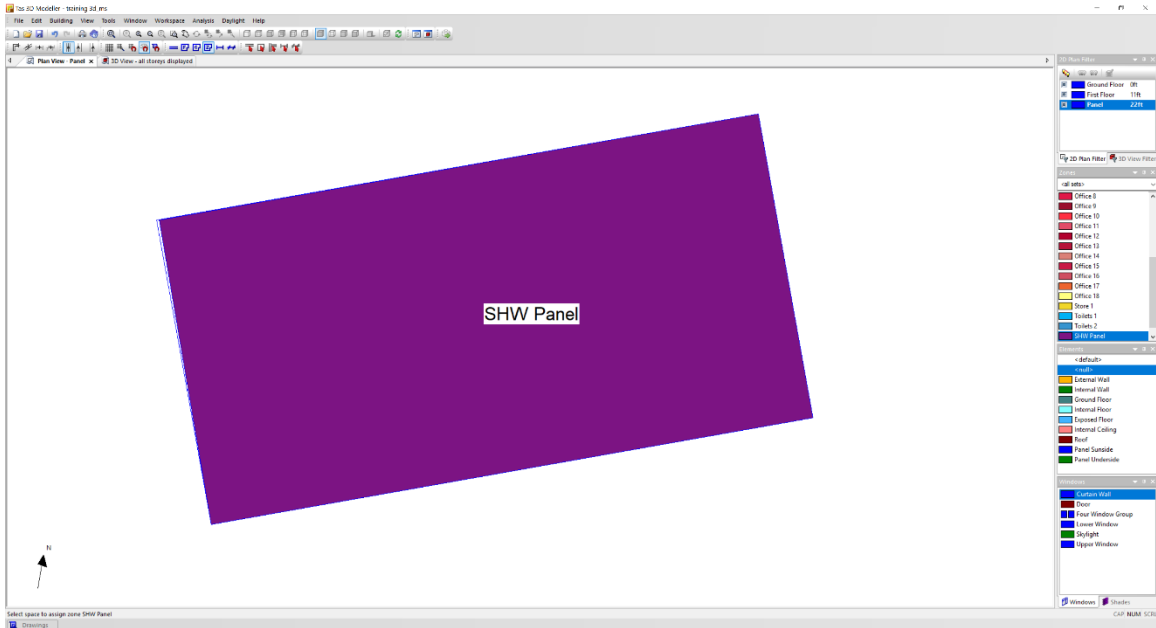 Tas 3D Modeller - training 3d.ms
File Edit Building View Tools Window Workspace Analysis Daylight Help
Plan View - Panel x 3D View - all storeys displayed
2D Plan Filter
Ground Floor 0ft
First Floor 11ft
Panel 22ft
2D Plan Filter 3D View Filter
Zones
<all sets>
Office 8
Office 9
Office 10
Office 11
Office 12
Office 13
Office 14
Office 15
Office 16
Office 17
Office 18
Store 1
Toilets 1
Toilets 2
SHW Panel
Elements
<default>
<null>
External Wall
Internal Wall
Ground Floor
Internal Floor
Exposed Floor
Internal Ceiling
Roof
Panel Sunside
Panel Underside
Windows
Curtain Wall
Door
Four Window Group
Lower Window
Skylight
Upper Window
Windows Shades
SHW Panel
N
Select space to assign zone SHW Panel
CAP NUM SCRL
Drawings